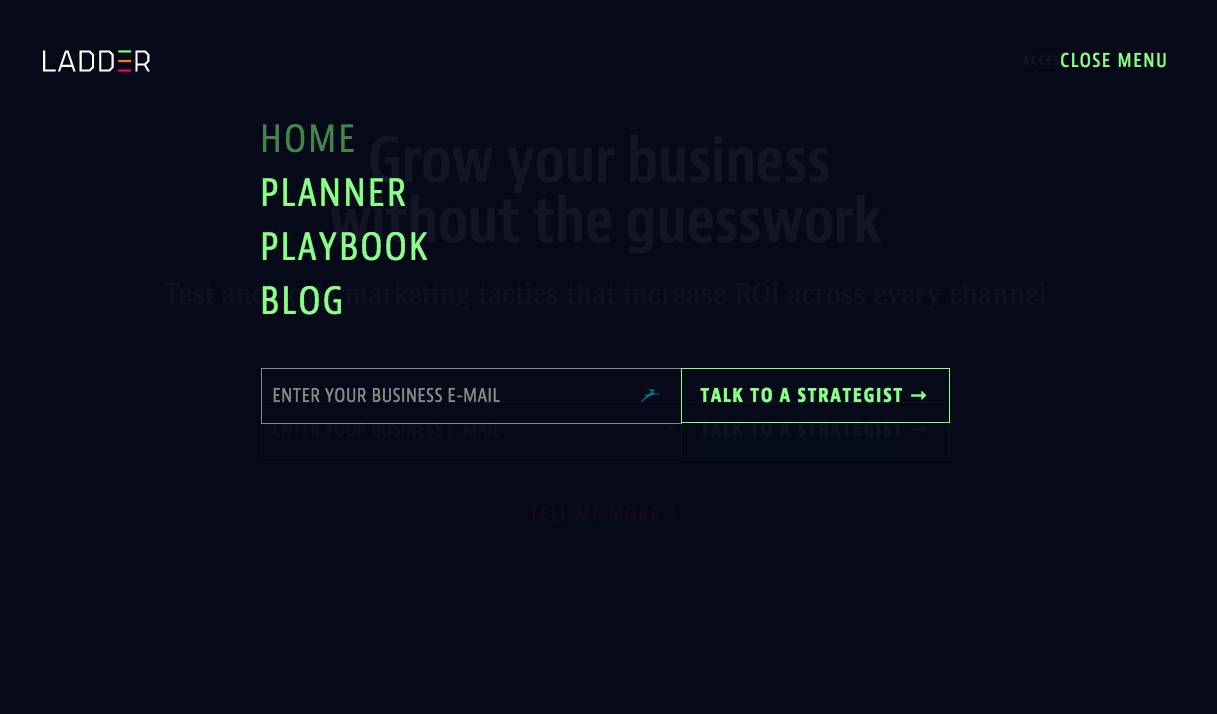 LADDER
ACCES CLOSE MENU
HOME
Grow your business
PLANNER
without the guesswork
PLAYBOOK
BLOG
Test and marketing tactics that increase ROI across every channel
ENTER YOUR BUSINESS E-MAIL TALK TO A STRATEGIST →
ENTER YOUR BUSINESS E-MAIL TALK TO A STRATEGIST →
TELL ME MORE ↓